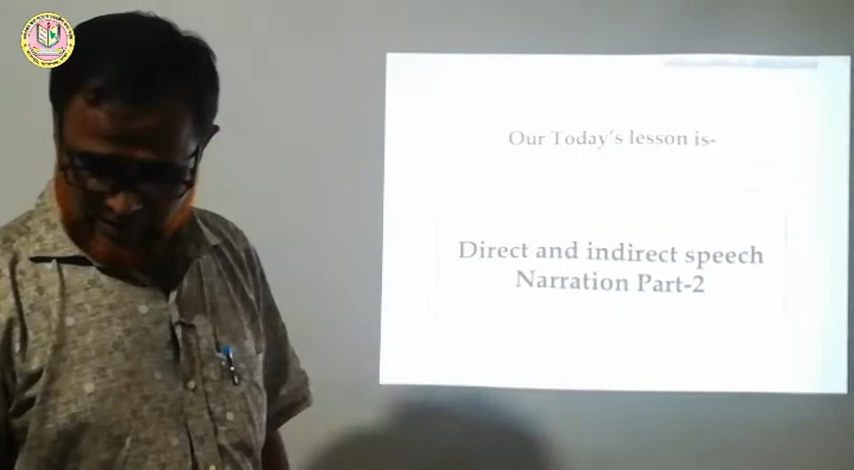 Our Today's lesson is-
Direct and indirect speech
Narration Part-2